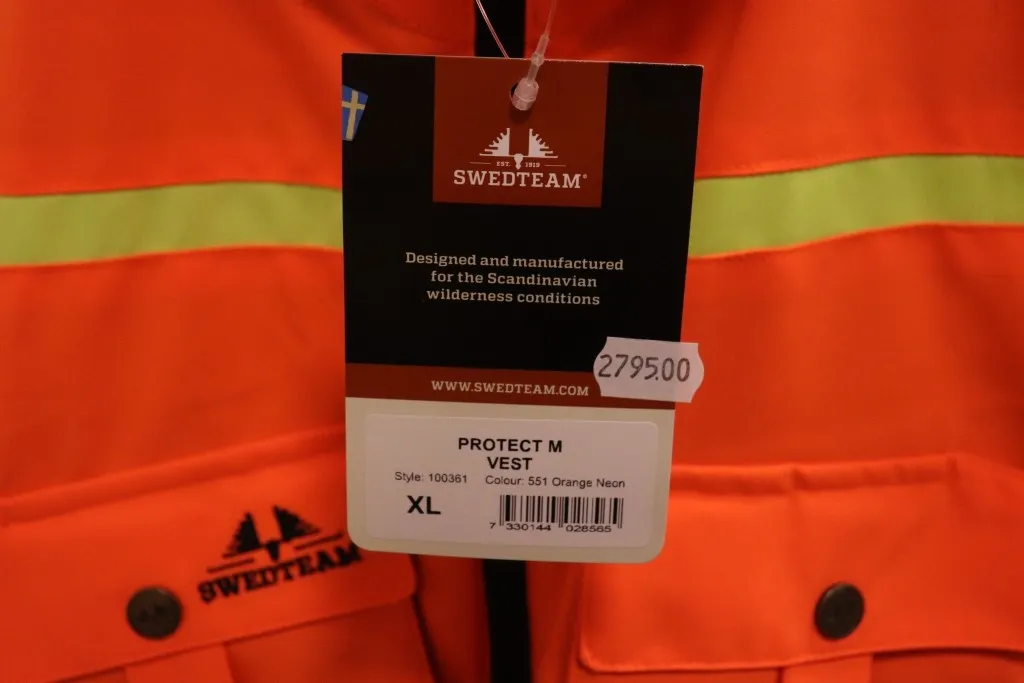 EST. 1919
SWEDTEAM®
Designed and manufactured
for the Scandinavian
wilderness conditions
2795.00
WWW.SWEDTEAM.COM
PROTECT M
VEST
Style: 100361 Colour: 551 Orange Neon
XL
7 330144 028565
SWEDTEAM